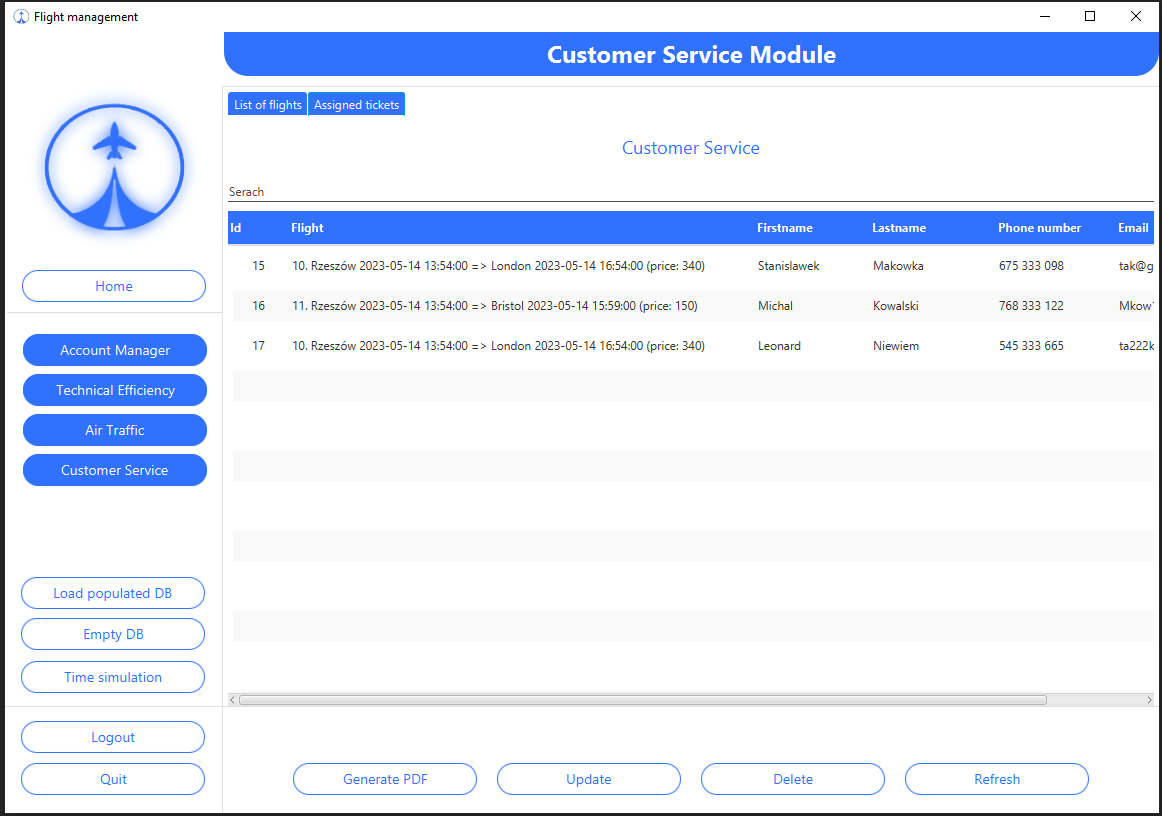 Flight management
Customer Service Module
List of flights Assigned tickets
Customer Service
Serach
Id Flight Firstname Lastname Phone number Email
15 10. Rzeszów 2023-05-14 13:54:00 => London 2023-05-14 16:54:00 (price: 340) Stanislawek Makowka 675 333 098 tak@g
16 11. Rzeszów 2023-05-14 13:54:00 => Bristol 2023-05-14 15:59:00 (price: 150) Michal Kowalski 768 333 122 Mkow
17 10. Rzeszów 2023-05-14 13:54:00 => London 2023-05-14 16:54:00 (price: 340) Leonard Niewiem 545 333 665 ta222k
Home
Account Manager
Technical Efficiency
Air Traffic
Customer Service
Load populated DB
Empty DB
Time simulation
Logout
Quit
Generate PDF Update Delete Refresh